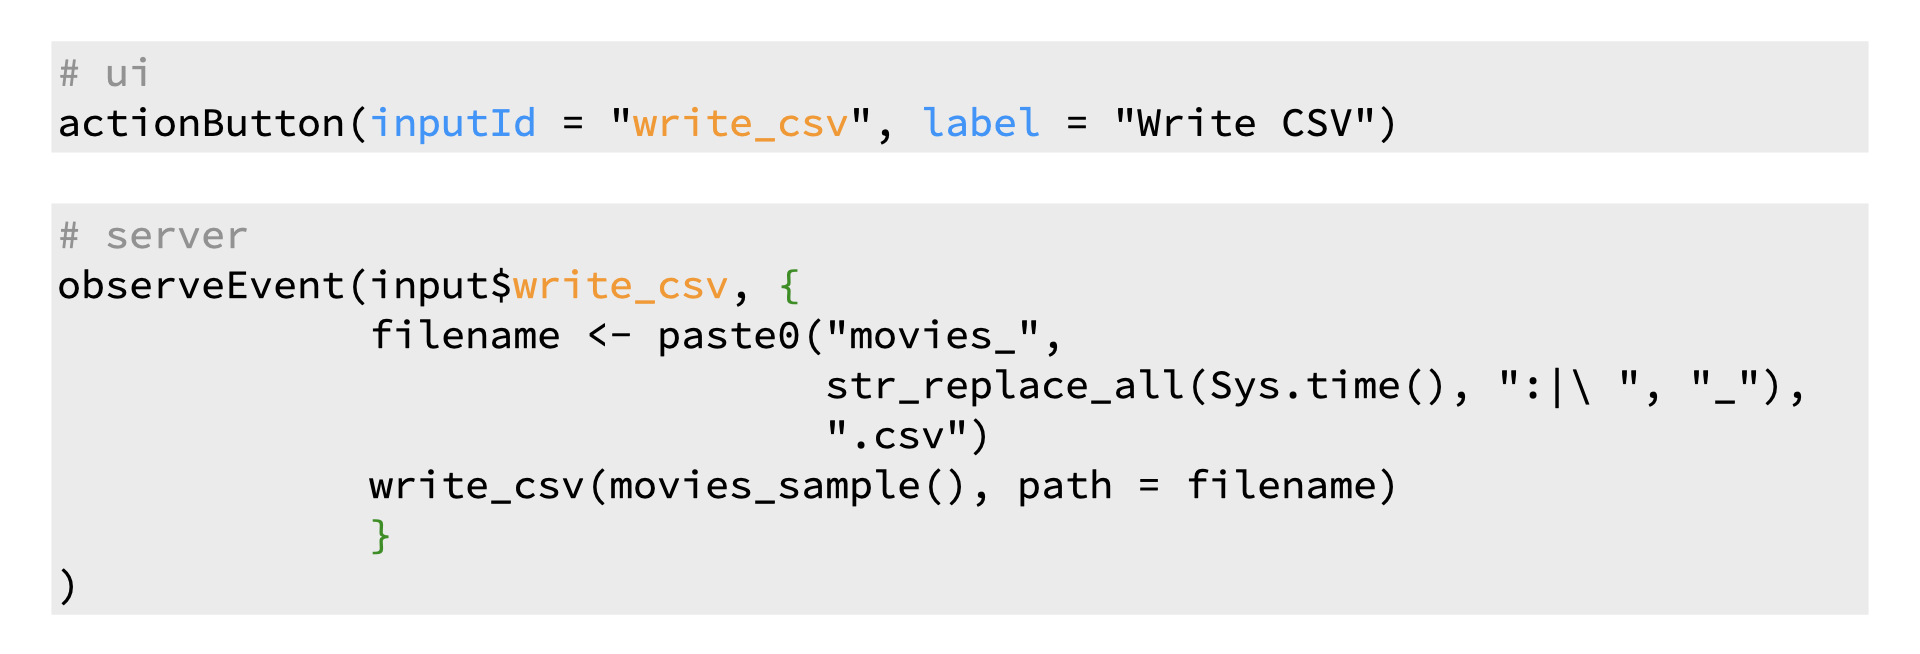 # ui
actionButton(inputId = "write_csv", label = "Write CSV")
# server
observeEvent(input$write_csv, {
filename <- paste0("movies_",
str_replace_all(Sys.time(), ":|\ ", "_"),
".csv")
write_csv(movies_sample(), path = filename)
}
)